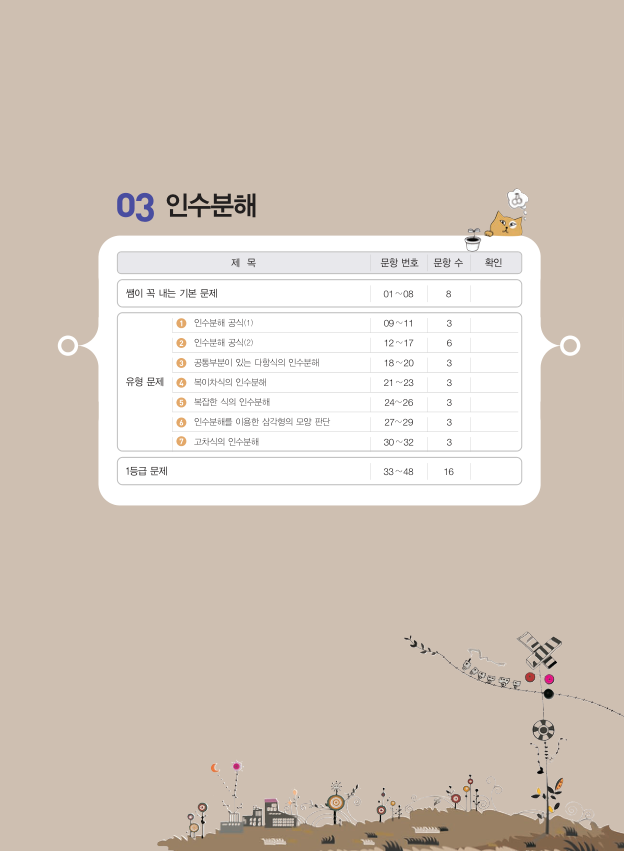 03 인수분해
제 목 문항 번호 문항 수 확인
쌤이 꼭 내는 기본 문제 01~08 8
유형 문제
1 인수분해 공식(1) 09~11 3
2 인수분해 공식(2) 12~17 6
3 공통부분이 있는 다항식의 인수분해 18~20 3
4 복이차식의 인수분해 21~23 3
5 복잡한 식의 인수분해 24~26 3
6 인수분해를 이용한 삼각형의 모양 판단 27~29 3
7 고차식의 인수분해 30~32 3
1등급 문제 33~48 16